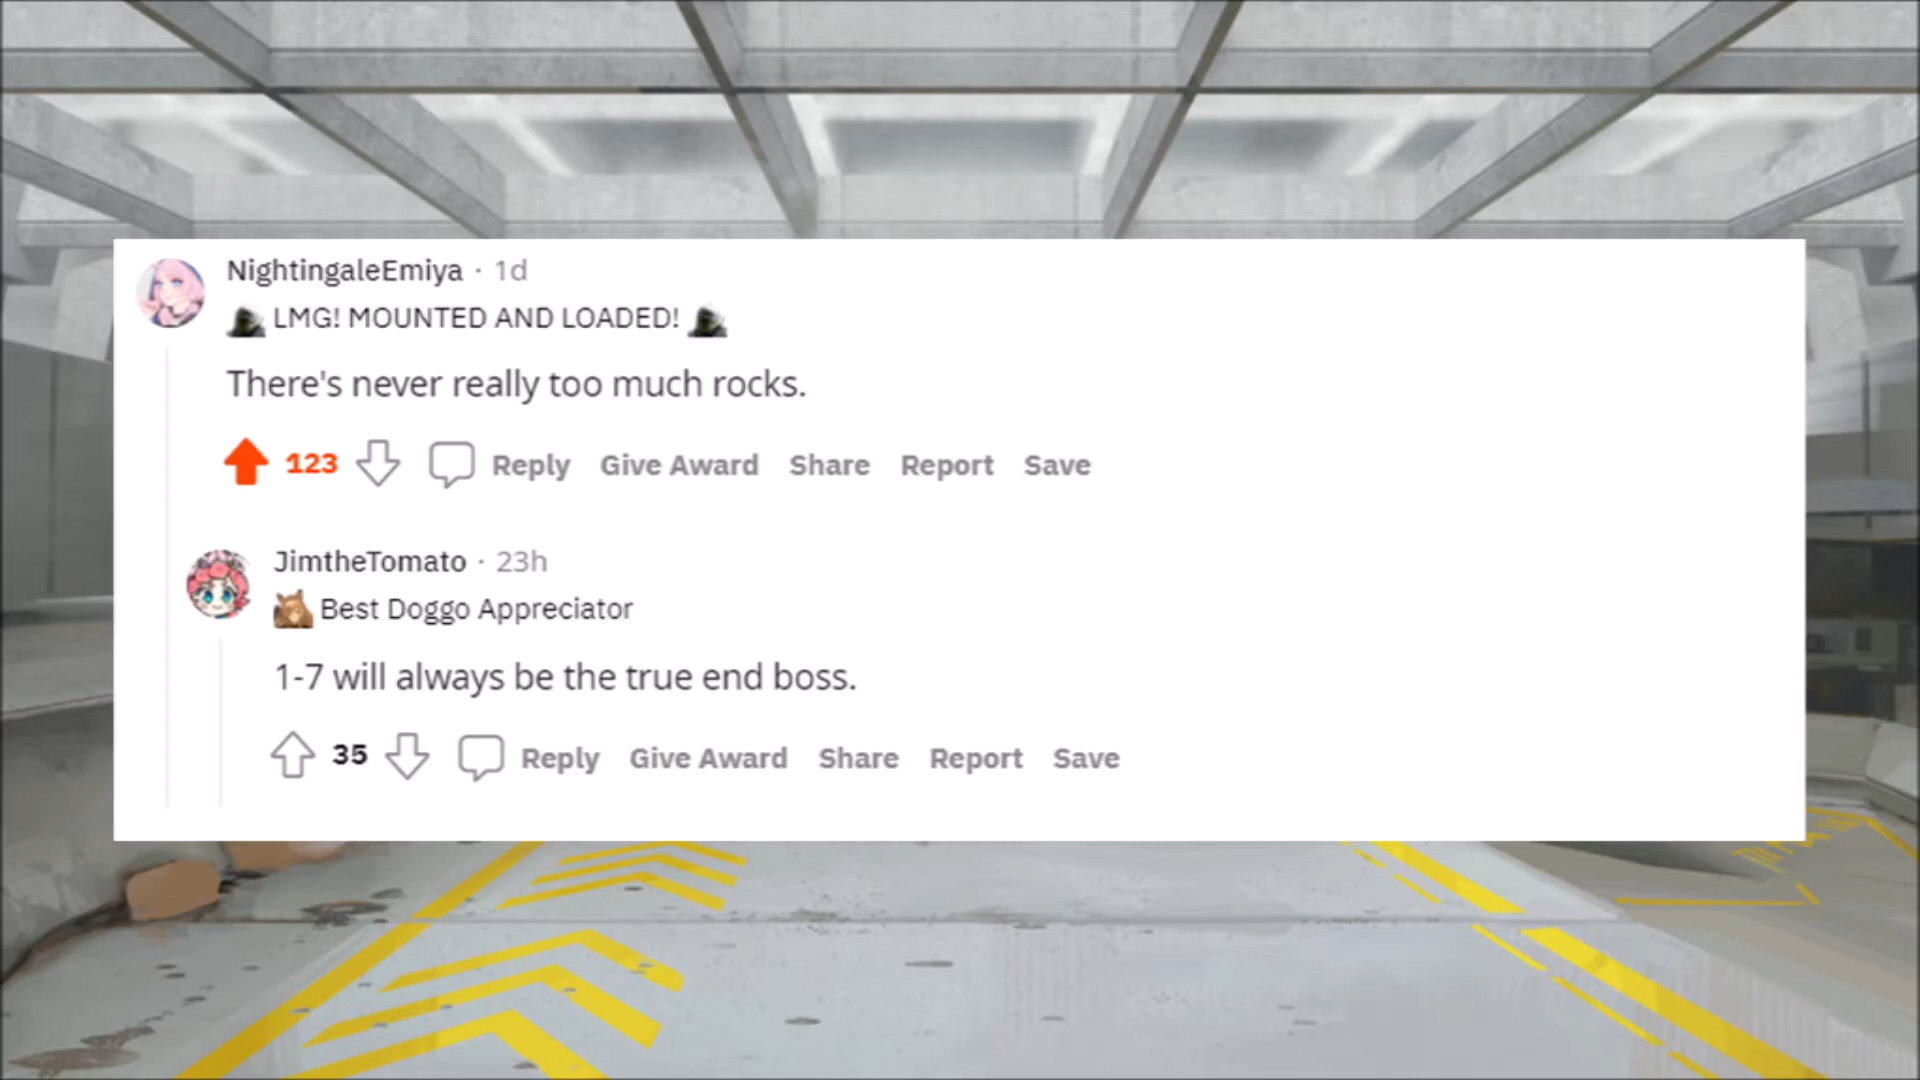 NightingaleEmiya · 1d
LMG! MOUNTED AND LOADED!
There's never really too much rocks.
123 Reply Give Award Share Report Save
JimtheTomato · 23h
Best Doggo Appreciator
1-7 will always be the true end boss.
35 Reply Give Award Share Report Save